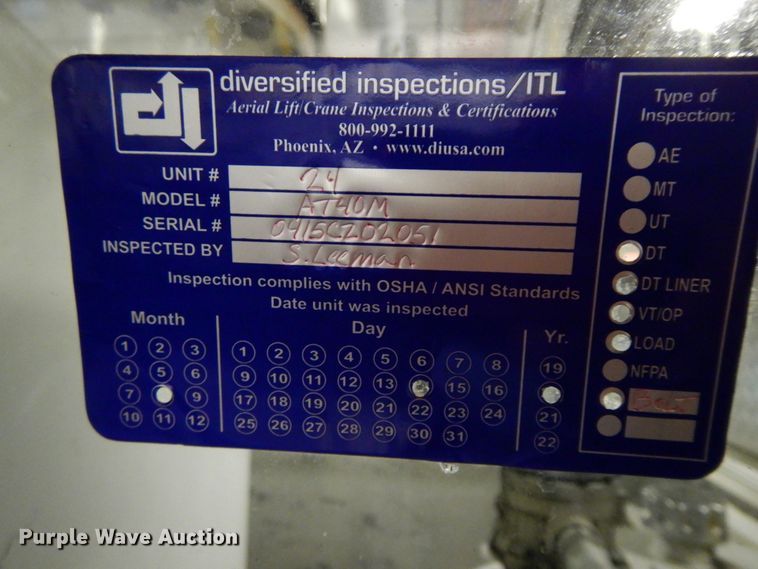 diversified inspections/ITL
Aerial Lift/Crane Inspections & Certifications
800-992-1111
Phoenix, AZ • www.diusa.com
UNIT # 24
MODEL # AT40M
SERIAL # 0415CZ02051
INSPECTED BY S. Leeman
Inspection complies with OSHA / ANSI Standards
Date unit was inspected
Month
1 2 3
4 5 6
7 9
10 11 12
Day
1 2 3 4 5 6 7 8
9 10 11 12 13 15 16
17 18 19 20 21 22 23 24
25 26 27 28 29 30 31
Yr.
19
21
22
Type of
Inspection:
AE
MT
UT
DT
DT LINER
VT/OP
LOAD
NFPA
Purple Wave Auction